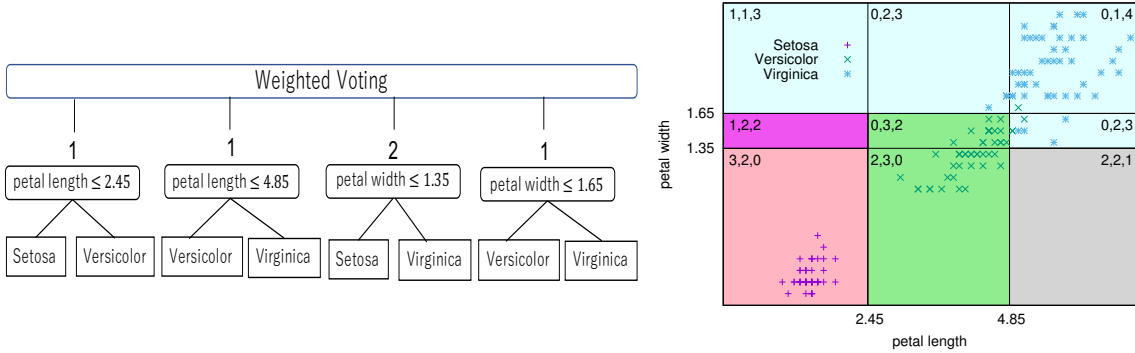 Weighted Voting
1 1 2 1
petal length ≤ 2.45 petal length ≤ 4.85 petal width ≤ 1.35 petal width ≤ 1.65
Setosa Versicolor Versicolor Virginica Setosa Virginica Versicolor Virginica
1,1,3 0,2,3 0,1,4
Setosa
Versicolor
Virginica
1.65
1,2,2 0,3,2 0,2,3
1.35
3,2,0 2,3,0 2,2,1
petal width
2.45 4.85
petal length